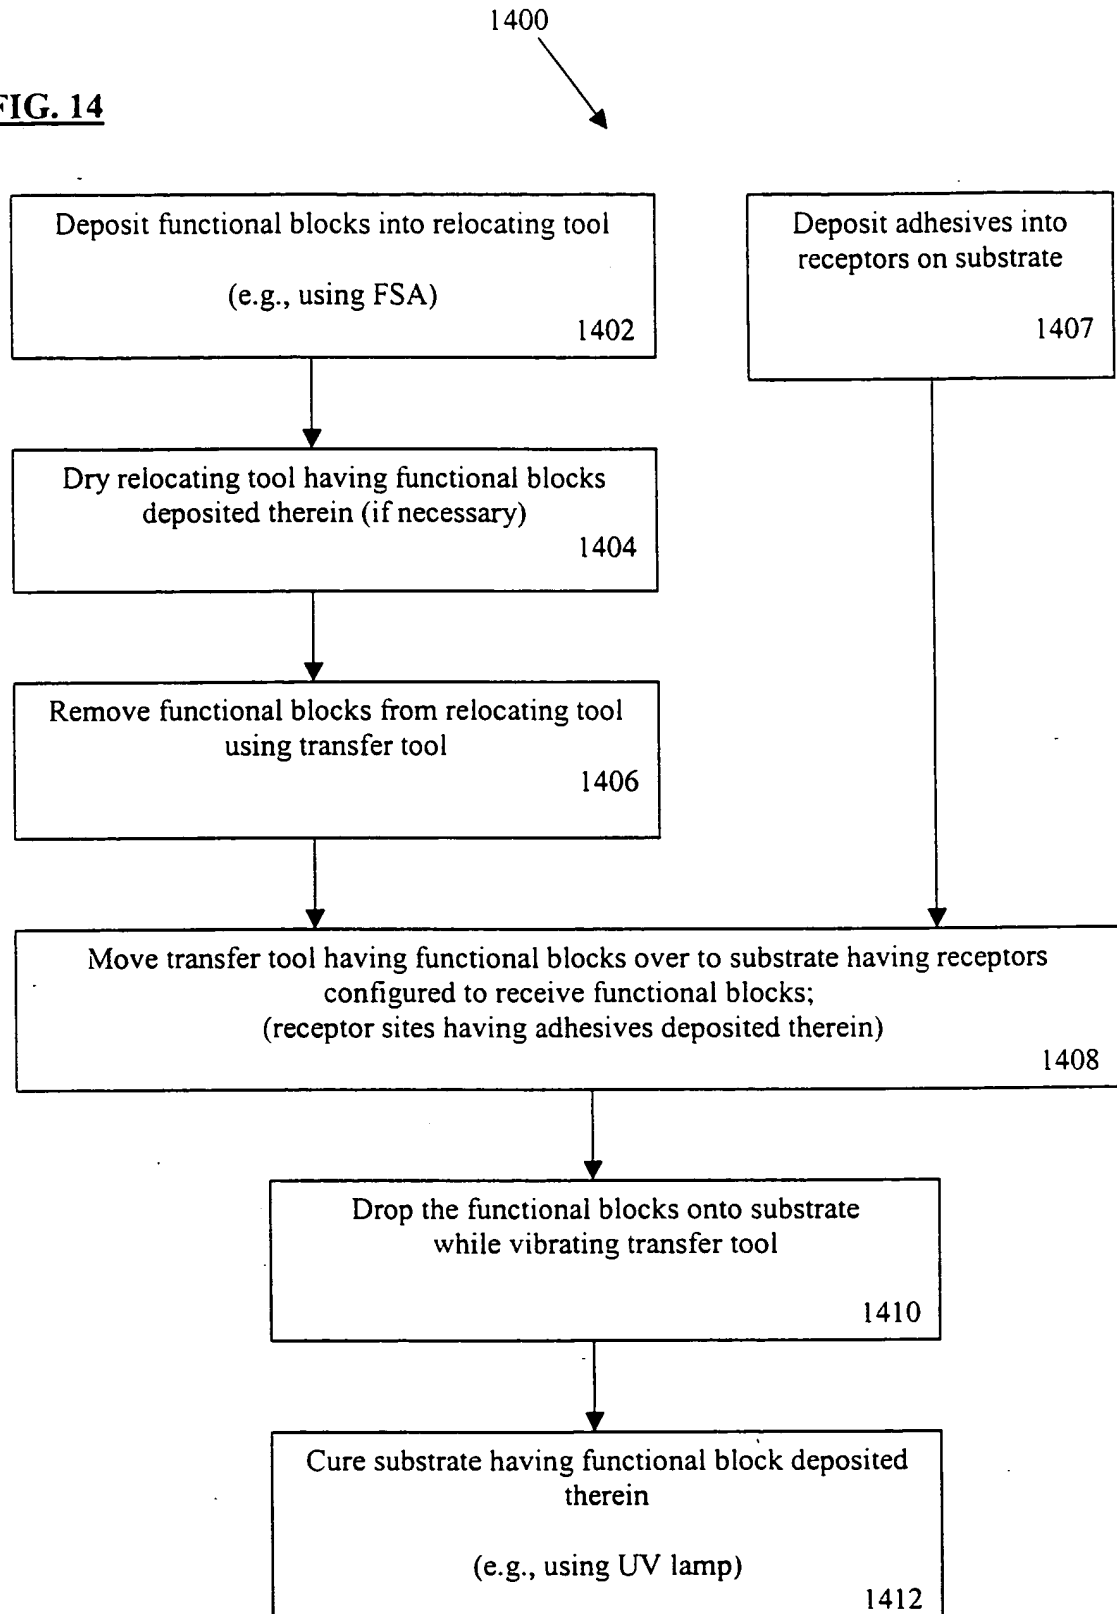 1400
FIG. 14
Deposit functional blocks into relocating tool
(e.g., using FSA)
1402
Deposit adhesives into
receptors on substrate
1407
Dry relocating tool having functional blocks
deposited therein (if necessary)
1404
Remove functional blocks from relocating tool
using transfer tool
1406
Move transfer tool having functional blocks over to substrate having receptors
configured to receive functional blocks;
(receptor sites having adhesives deposited therein)
1408
Drop the functional blocks onto substrate
while vibrating transfer tool
1410
Cure substrate having functional block deposited
therein
(e.g., using UV lamp)
1412